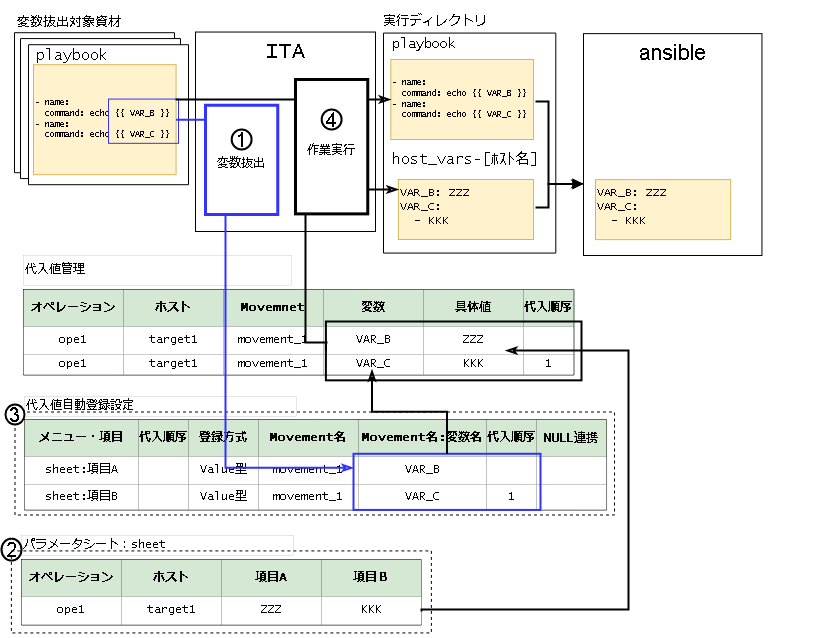 変数抜出対象資材
playbook
- name:
command: echo {{ VAR_B }}
- name:
command: echo {{ VAR_C }}
ITA
①
変数抜出
④
作業実行
実行ディレクトリ
playbook
- name:
command: echo {{ VAR_B }}
- name:
command: echo {{ VAR_C }}
host_vars-[ﾎｽﾄ名]
VAR_B: ZZZ
VAR_C:
- KKK
ansible
VAR_B: ZZZ
VAR_C:
- KKK
代入値管理
オペレーション ホスト Movemnet 変数 具体値 代入順序
ope1 target1 movement_1 VAR_B ZZZ
ope1 target1 movement_1 VAR_C KKK 1
③
代入値自動登録設定
メニュー・項目 代入順序 登録方式 Movement名 Movement名:変数名 代入順序 NULL連携
sheet:項目A Value型 movement_1 VAR_B
sheet:項目B Value型 movement_1 VAR_C 1
②
パラメータシート：sheet
オペレーション ホスト 項目A 項目B
ope1 target1 ZZZ KKK